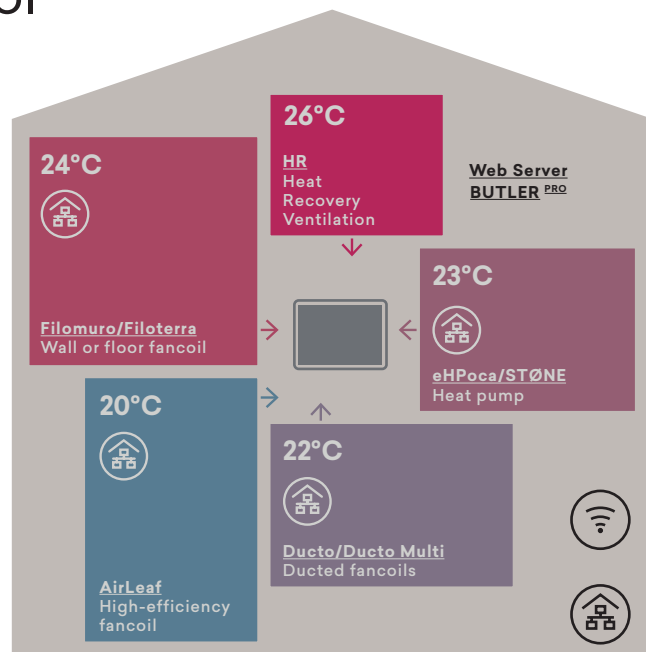 26°C
HR
Heat
Recovery
Ventilation
24°C
Filomuro/Filoterra
Wall or floor fancoil
Web Server
BUTLER PRO
23°C
eHPoca/STØNE
Heat pump
20°C
AirLeaf
High-efficiency
fancoil
22°C
Ducto/Ducto Multi
Ducted fancoils